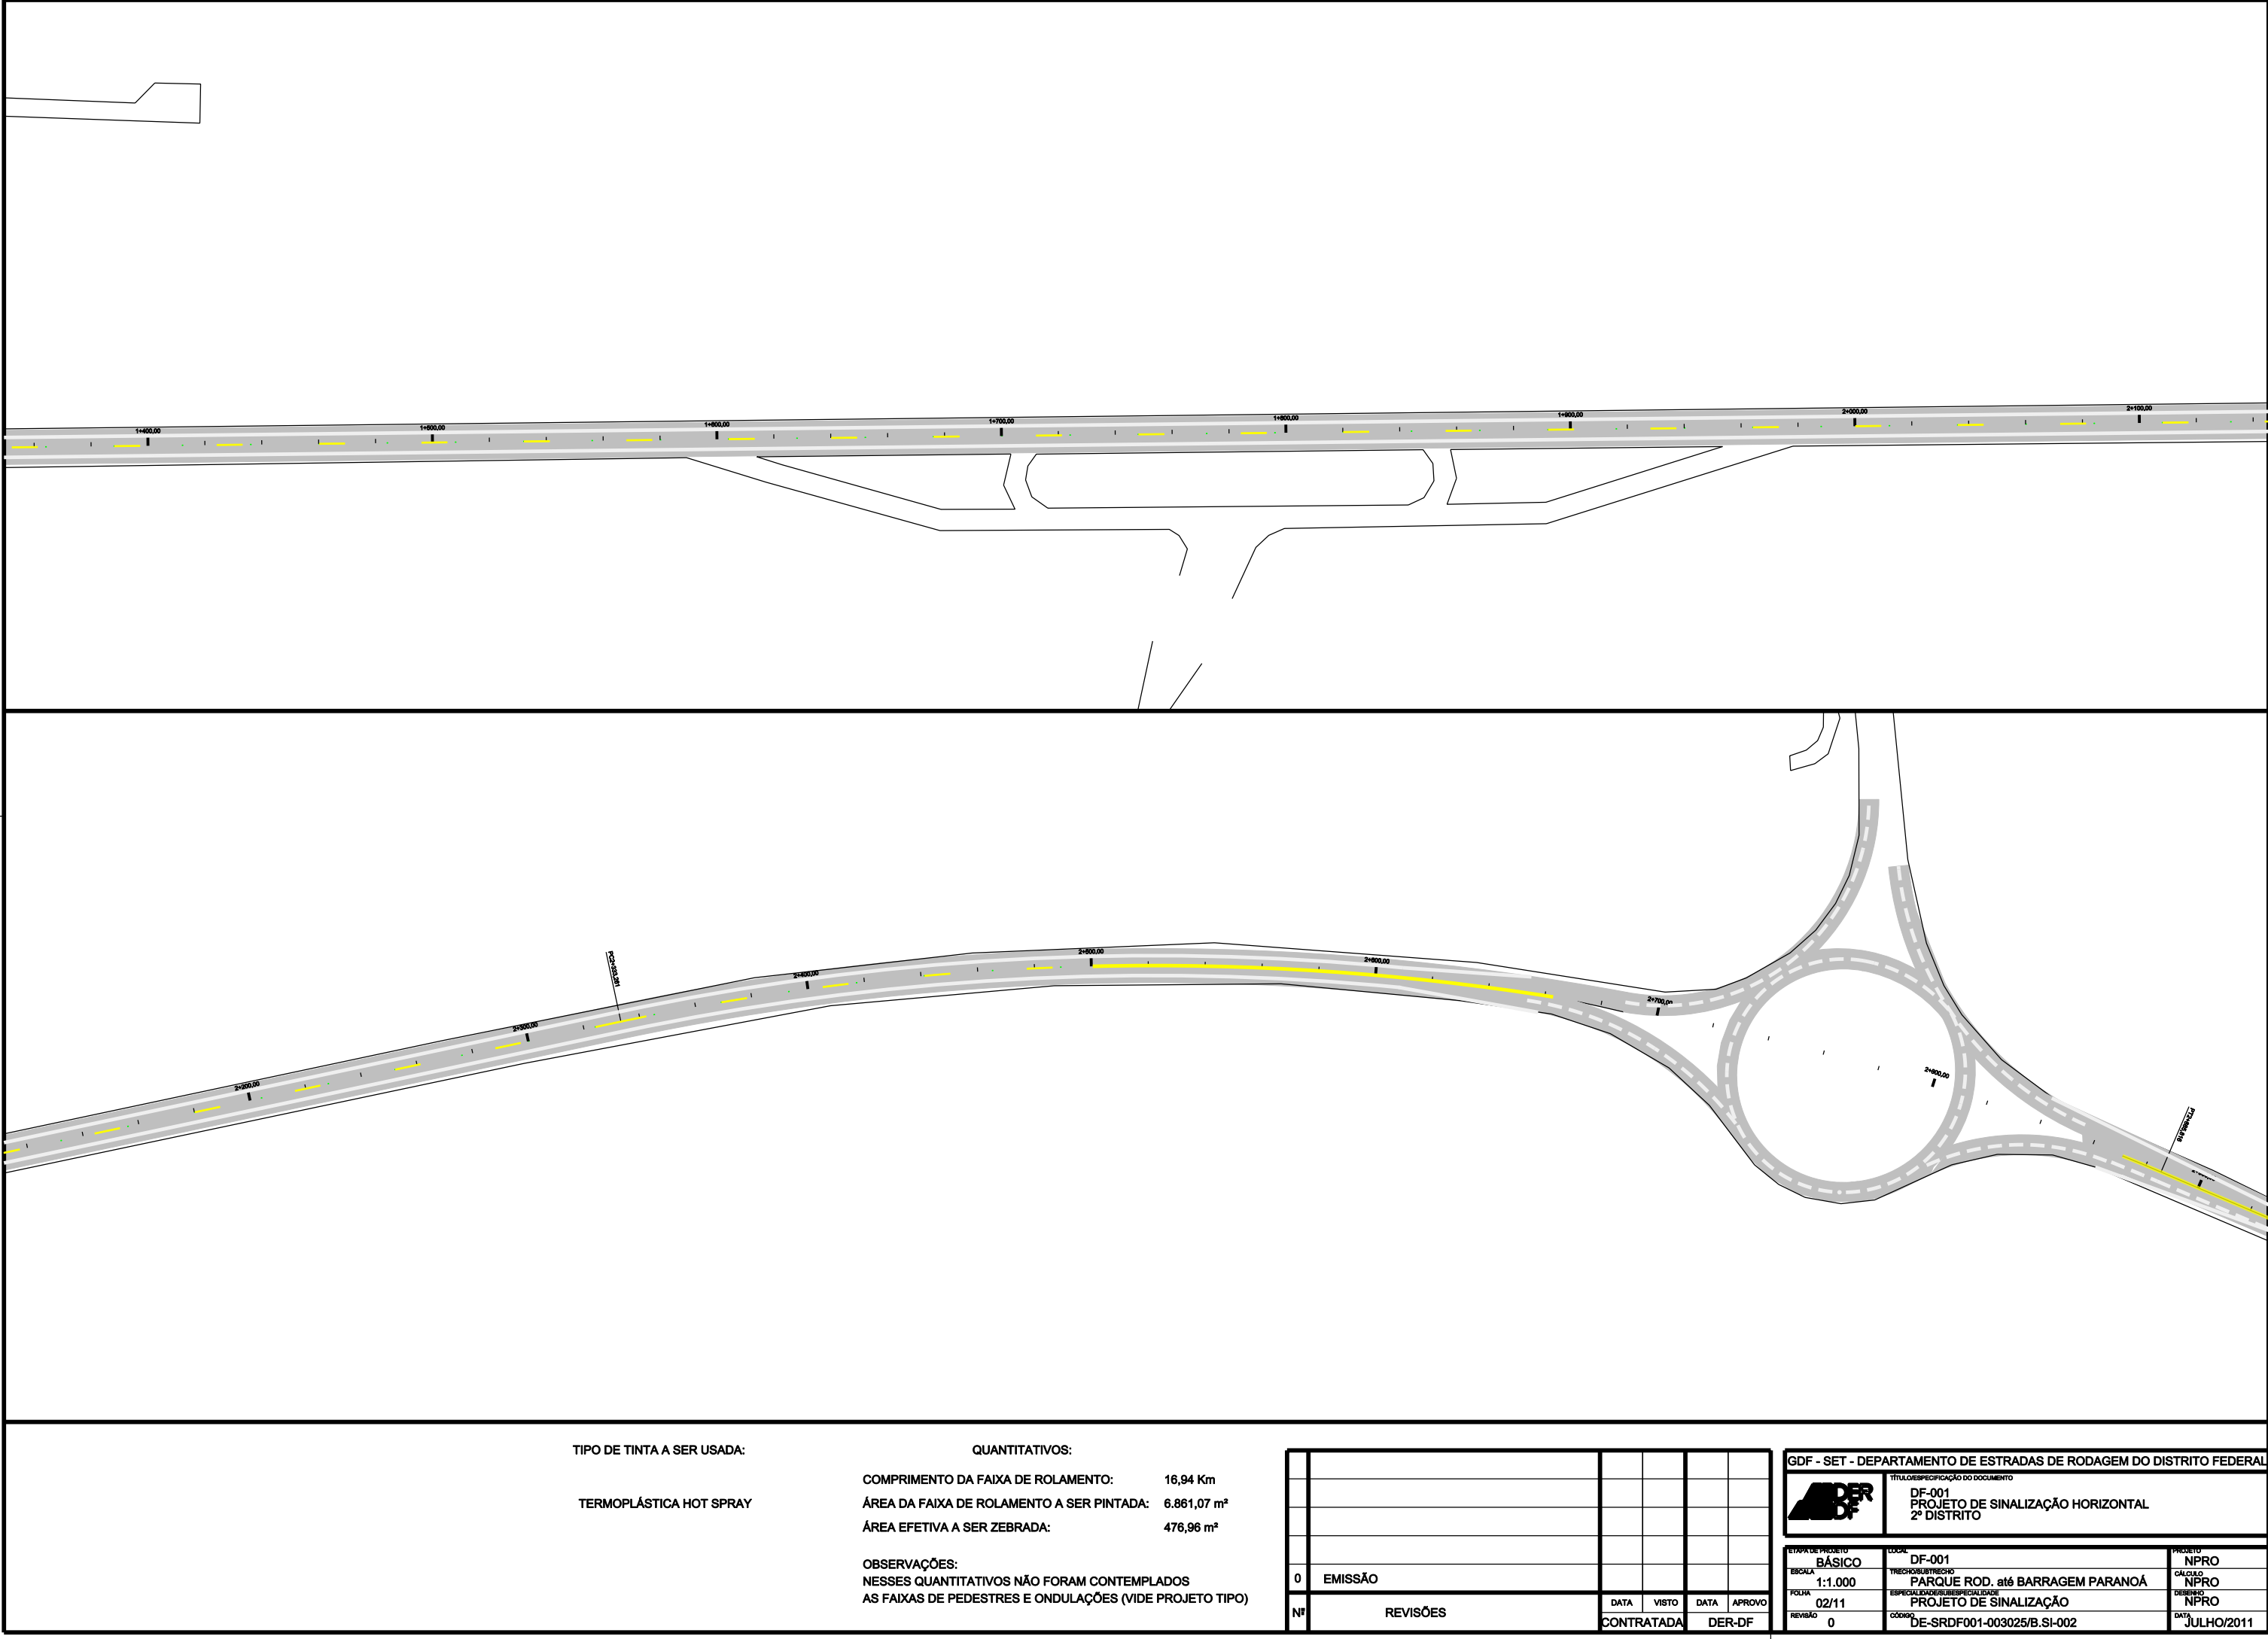 1+400,00
1+500,00
1+600,00
1+700,00
1+800,00
1+900,00
2+000,00
2+100,00
2+200,00
2+300,00
PC2+333,281
2+400,00
2+500,00
2+600,00
2+700,00
2+800,00
TIPO DE TINTA A SER USADA:
TERMOPLÁSTICA HOT SPRAY
QUANTITATIVOS:
COMPRIMENTO DA FAIXA DE ROLAMENTO: 16,94 Km
ÁREA DA FAIXA DE ROLAMENTO A SER PINTADA: 6.861,07 m²
ÁREA EFETIVA A SER ZEBRADA: 476,96 m²
OBSERVAÇÕES:
NESSES QUANTITATIVOS NÃO FORAM CONTEMPLADOS
AS FAIXAS DE PEDESTRES E ONDULAÇÕES (VIDE PROJETO TIPO)
0 EMISSÃO
Nº REVISÕES DATA VISTO DATA APROVO
CONTRATADA DER-DF
GDF - SET - DEPARTAMENTO DE ESTRADAS DE RODAGEM DO DISTRITO FEDERAL
DER
DF
TÍTULO/ESPECIFICAÇÃO DO DOCUMENTO
DF-001
PROJETO DE SINALIZAÇÃO HORIZONTAL
2º DISTRITO
ETAPA DE PROJETO
BÁSICO
LOCAL
DF-001
PROJETO
NPRO
ESCALA
1:1.000
TRECHO/SUBTRECHO
PARQUE ROD. até BARRAGEM PARANOÁ
CÁLCULO
NPRO
FOLHA
02/11
ESPECIALIDADE/SUBESPECIALIDADE
PROJETO DE SINALIZAÇÃO
DESENHO
NPRO
REVISÃO
0
CÓDIGO
DE-SRDF001-003025/B.SI-002
DATA
JULHO/2011